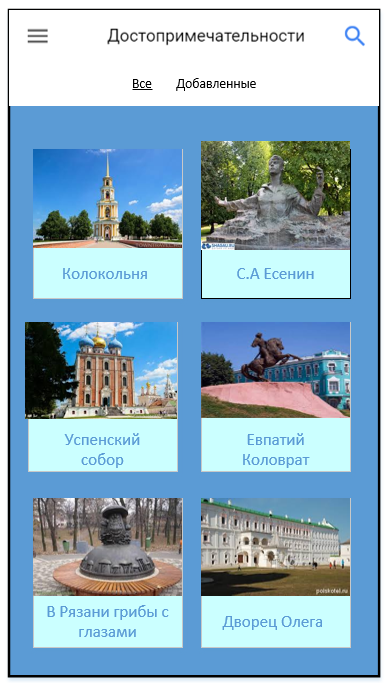 Достопримечательности
Все Добавленные
Колокольня
С.А Есенин
Успенский
собор
Евпатий
Коловрат
В Рязани грибы с
глазами
Дворец Олега